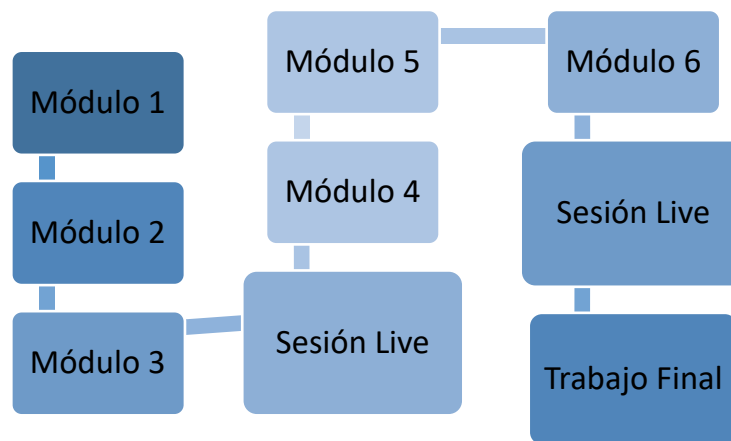 Módulo 1
Módulo 2
Módulo 3
Sesión Live
Módulo 4
Módulo 5
Módulo 6
Sesión Live
Trabajo Final